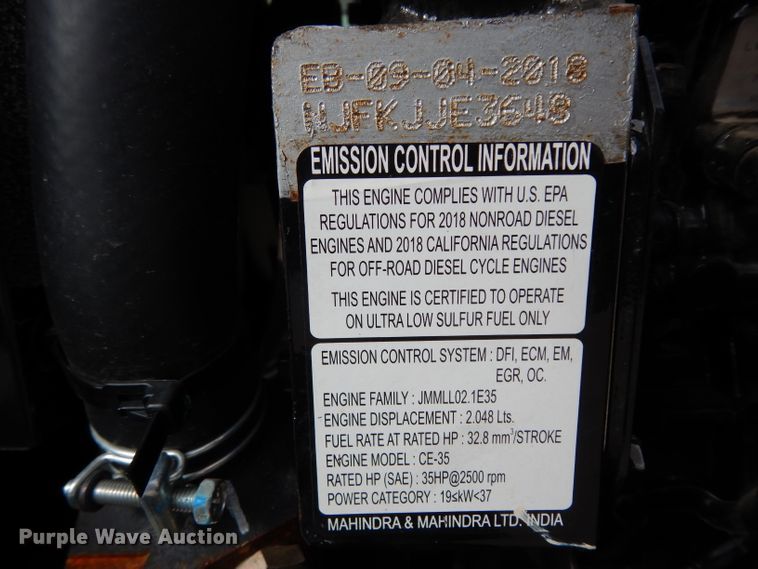 EB-09-04-2018
NJFKJJE3648
EMISSION CONTROL INFORMATION
THIS ENGINE COMPLIES WITH U.S. EPA
REGULATIONS FOR 2018 NONROAD DIESEL
ENGINES AND 2018 CALIFORNIA REGULATIONS
FOR OFF-ROAD DIESEL CYCLE ENGINES
THIS ENGINE IS CERTIFIED TO OPERATE
ON ULTRA LOW SULFUR FUEL ONLY
EMISSION CONTROL SYSTEM : DFI, ECM, EM,
EGR, OC.
ENGINE FAMILY : JMMLL02.1E35
ENGINE DISPLACEMENT : 2.048 Lts.
FUEL RATE AT RATED HP : 32.8 mm³/STROKE
ENGINE MODEL : CE-35
RATED HP (SAE) : 35HP@2500 rpm
POWER CATEGORY : 19≤kW<37
MAHINDRA & MAHINDRA LTD. INDIA
Purple Wave Auction